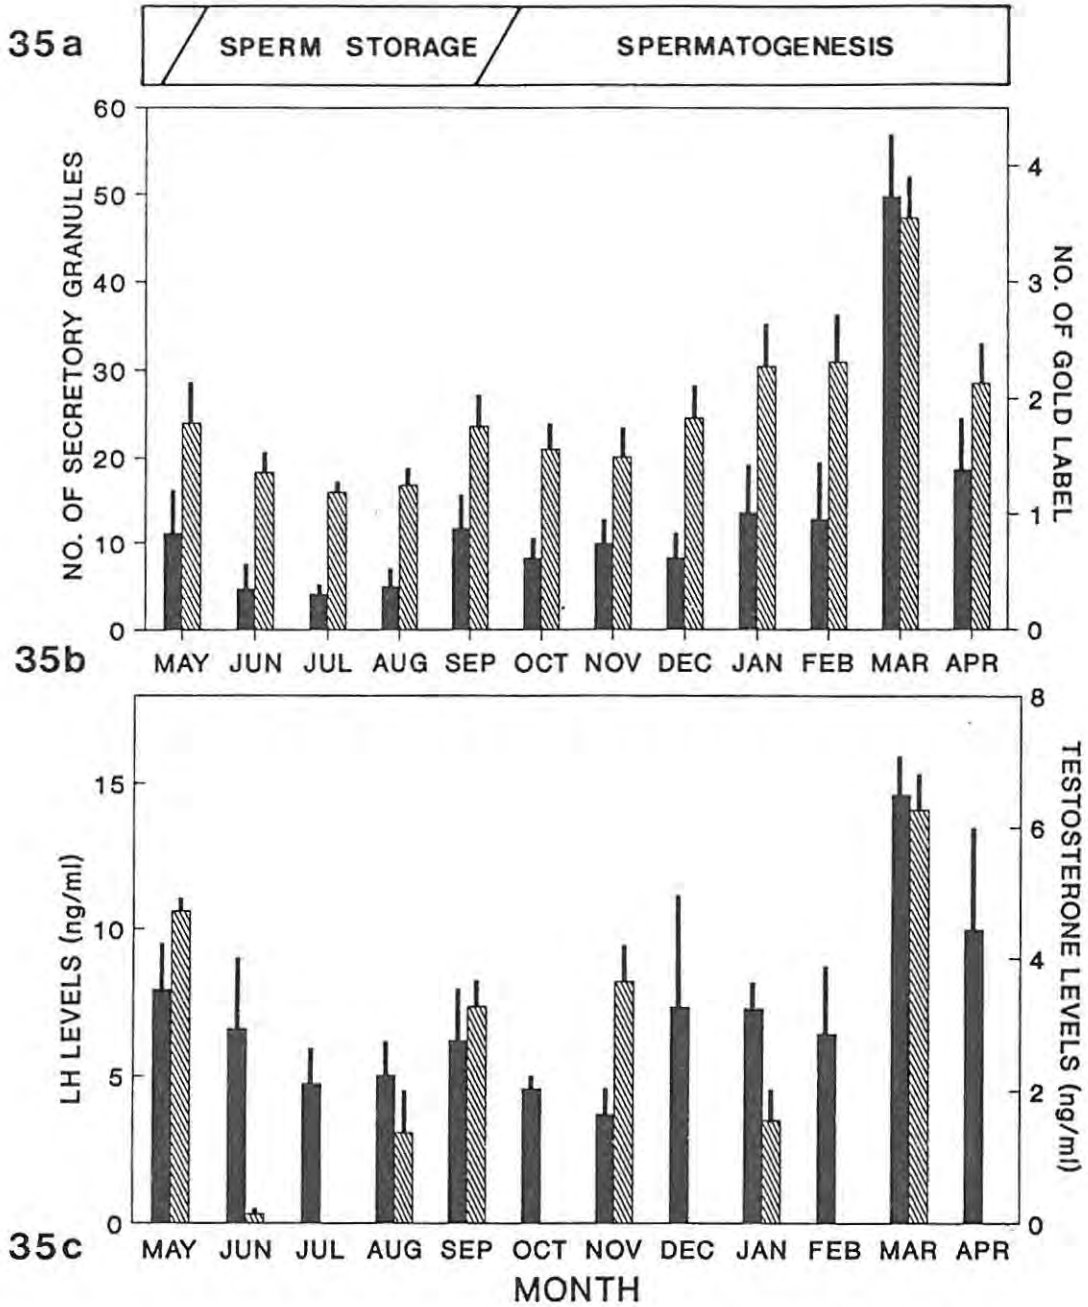 35a
SPERM STORAGE
SPERMATOGENESIS
NO. OF SECRETORY GRANULES
60
50
40
30
20
10
0
NO. OF GOLD LABEL
4
3
2
1
0
MAY JUN JUL AUG SEP OCT NOV DEC JAN FEB MAR APR
35b
LH LEVELS (ng/ml)
15
10
5
0
TESTOSTERONE LEVELS (ng/ml)
8
6
4
2
0
35c
MAY JUN JUL AUG SEP OCT NOV DEC JAN FEB MAR APR
MONTH